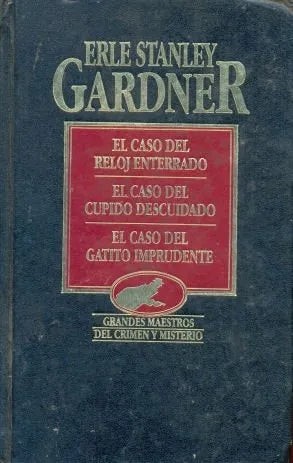 ERLE STANLEY
GARDNER
EL CASO DEL
RELOJ ENTERRADO
EL CASO DEL
CUPIDO DESCUIDADO
EL CASO DEL
GATITO IMPRUDENTE
GRANDES MAESTROS
DEL CRIMEN Y MISTERIO